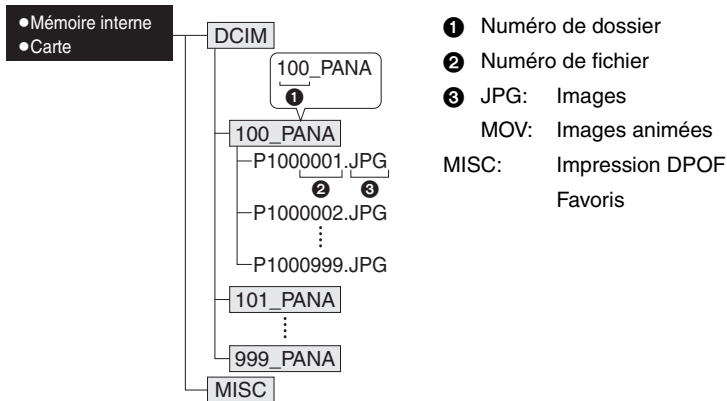 ●Mémoire interne
●Carte
DCIM
100_PANA
❶
100_PANA
P1000001.JPG
❷ ❸
P1000002.JPG
P1000999.JPG
101_PANA
999_PANA
MISC
❶ Numéro de dossier
❷ Numéro de fichier
❸ JPG: Images
MOV: Images animées
MISC: Impression DPOF
Favoris